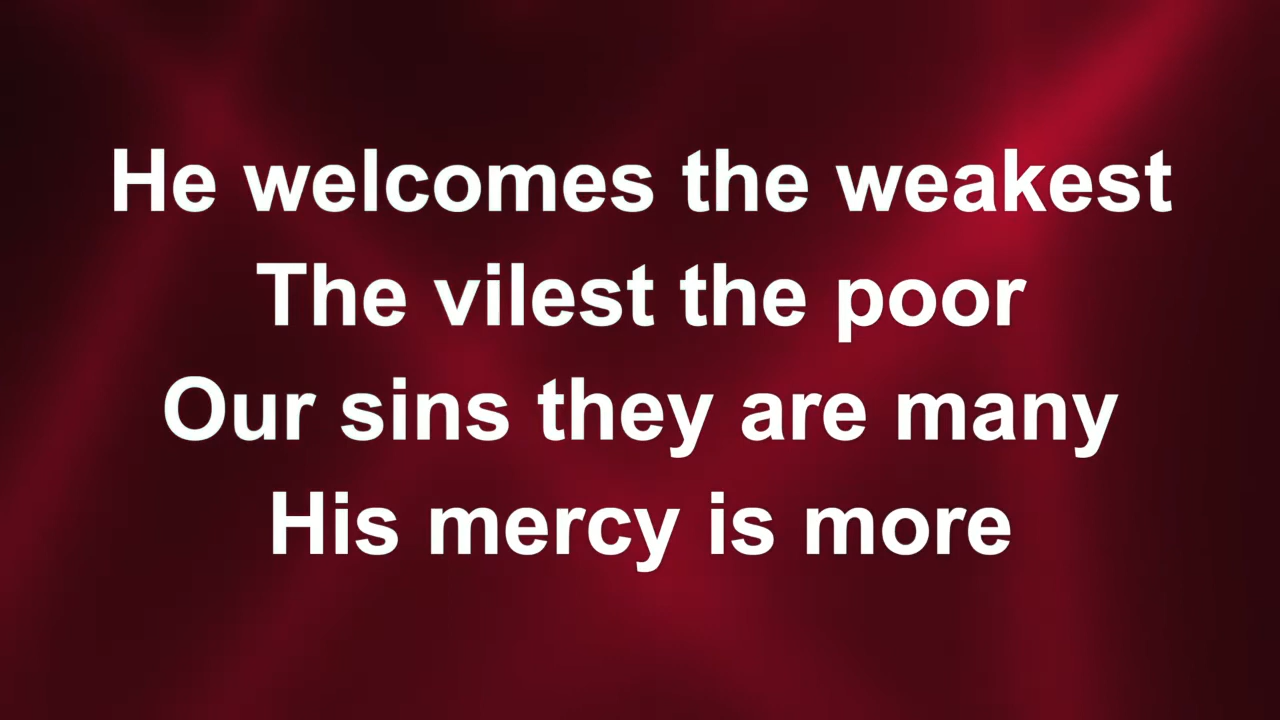 He welcomes the weakest
The vilest the poor
Our sins they are many
His mercy is more